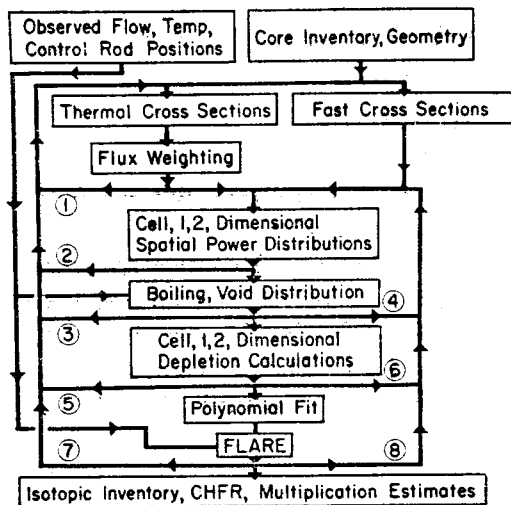 Observed Flow, Temp,
Control Rod Positions
Core Inventory, Geometry
Thermal Cross Sections
Fast Cross Sections
Flux Weighting
①
Cell, 1, 2, Dimensional
Spatial Power Distributions
②
Boiling, Void Distribution
④
③
Cell, 1, 2, Dimensional
Depletion Calculations
⑥
⑤
Polynomial Fit
⑦
FLARE
⑧
Isotopic Inventory, CHFR, Multiplication Estimates